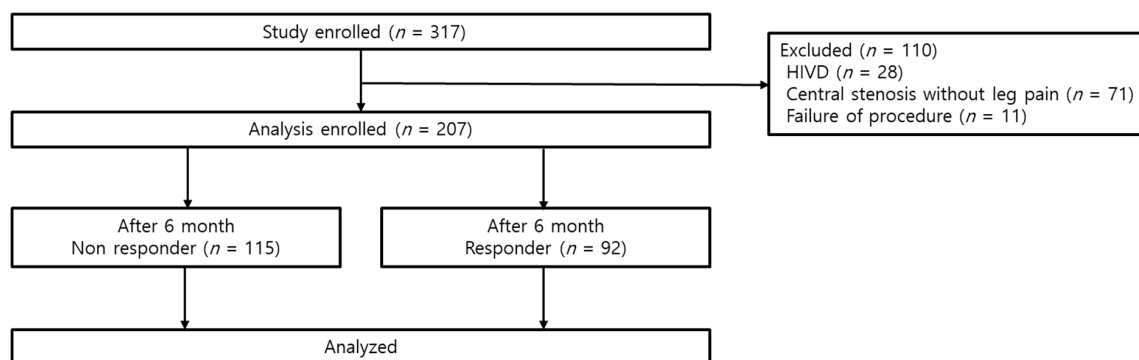 Study enrolled (n = 317)
Excluded (n = 110)
HIVD (n = 28)
Central stenosis without leg pain (n = 71)
Failure of procedure (n = 11)
Analysis enrolled (n = 207)
After 6 month
Non responder (n = 115)
After 6 month
Responder (n = 92)
Analyzed